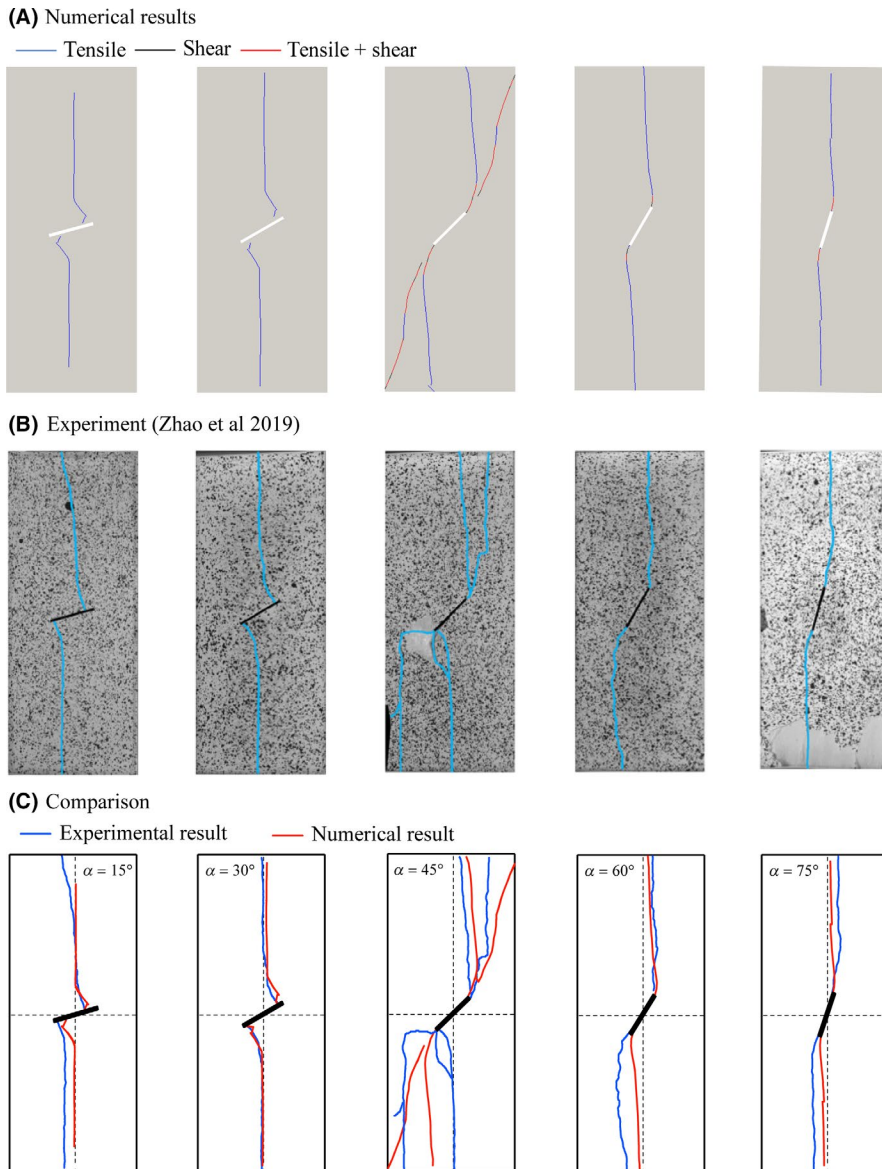 (A) Numerical results
Tensile Shear Tensile + shear
(B) Experiment (Zhao et al 2019)
(C) Comparison
Experimental result Numerical result
α = 15° α = 30° α = 45° α = 60° α = 75°